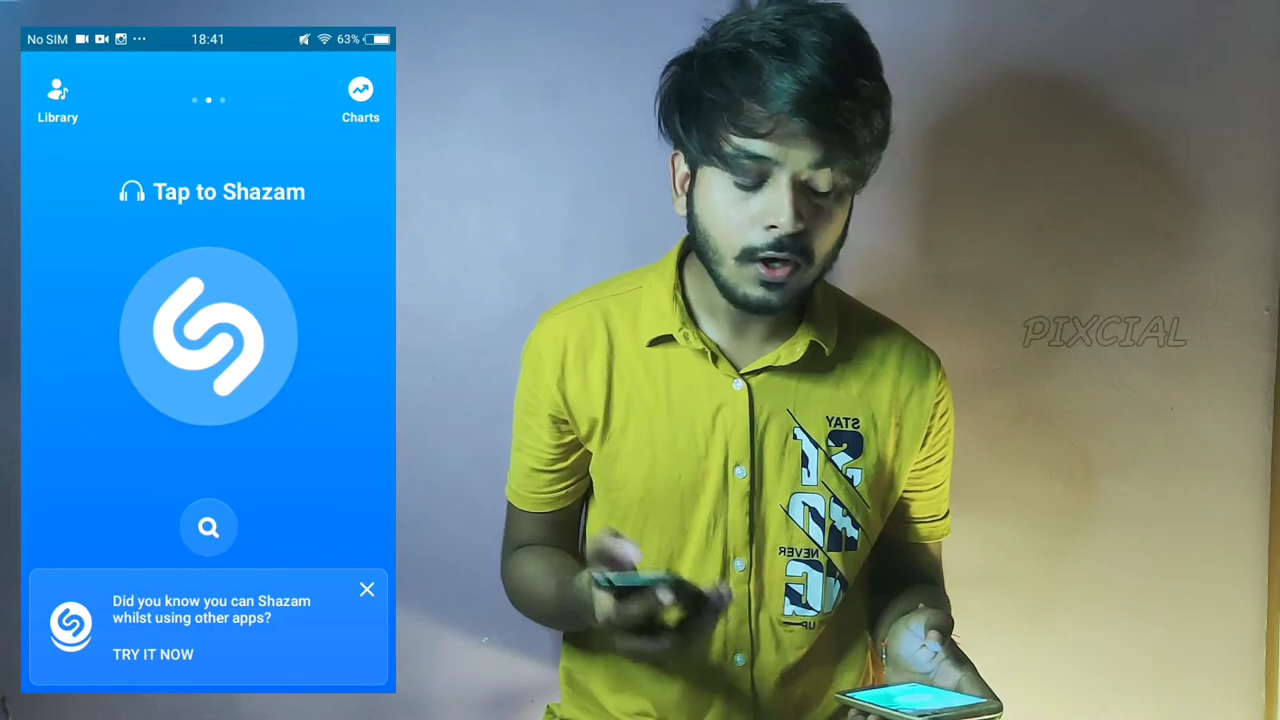 No SIM
18:41
63%
Library
Charts
Tap to Shazam
Did you know you can Shazam
whilst using other apps?
TRY IT NOW
PIXCIAL
STAY
NEVER
UP